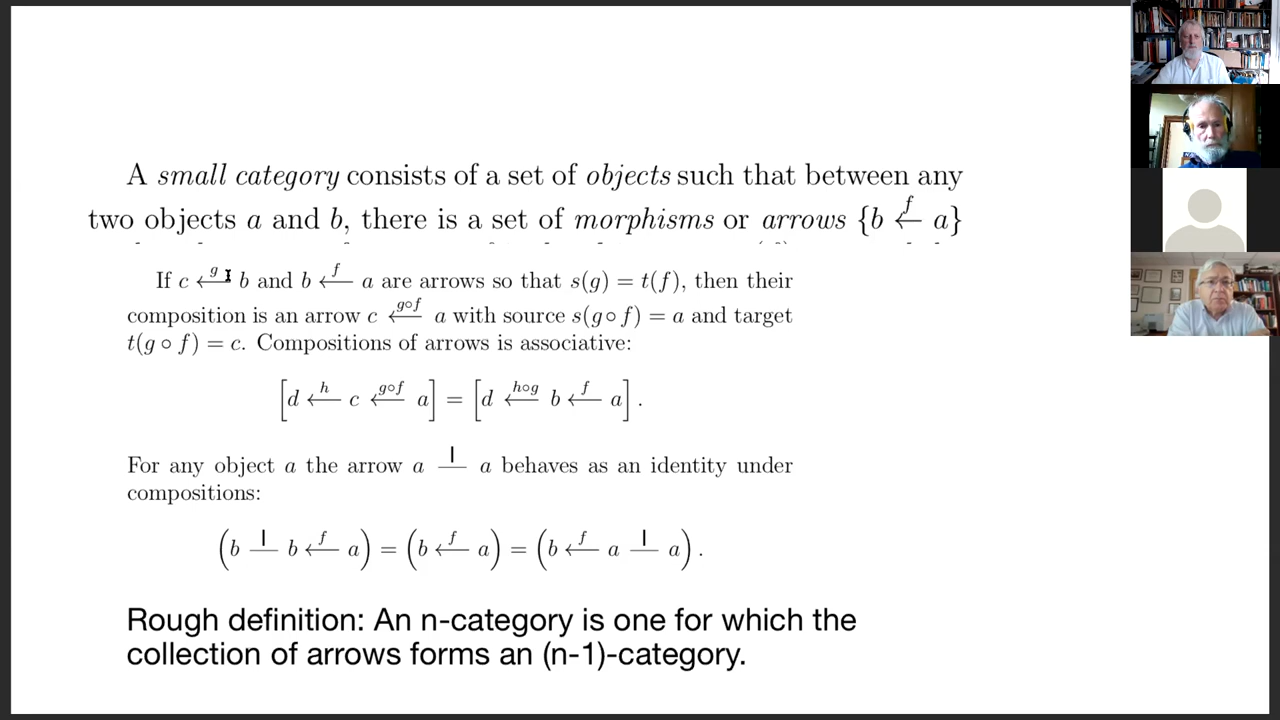 A small category consists of a set of objects such that between any
two objects a and b, there is a set of morphisms or arrows {b ←f a}
If c ←g b and b ←f a are arrows so that s(g) = t(f), then their
composition is an arrow c ←g∘f a with source s(g ∘ f) = a and target
t(g ∘ f) = c. Compositions of arrows is associative:
[d ←h c ←g∘f a] = [d ←h∘g b ←f a].
For any object a the arrow a —I a behaves as an identity under
compositions:
(b —I b ←f a) = (b ←f a) = (b ←f a —I a).
Rough definition: An n-category is one for which the
collection of arrows forms an (n-1)-category.